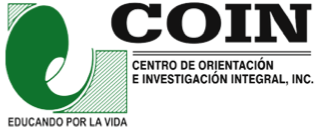 COIN
CENTRO DE ORIENTACIÓN
E INVESTIGACIÓN INTEGRAL, INC.
EDUCANDO POR LA VIDA